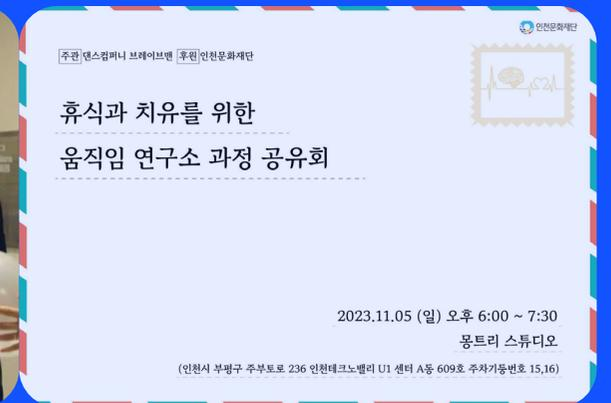 인천문화재단
주관 댄스컴퍼니 브레이브맨 후원 인천문화재단
휴식과 치유를 위한
움직임 연구소 과정 공유회
2023.11.05 (일) 오후 6:00 ~ 7:30
몽트리 스튜디오
(인천시 부평구 주부토로 236 인천테크노밸리 U1 센터 A동 609호 주차기둥번호 15,16)